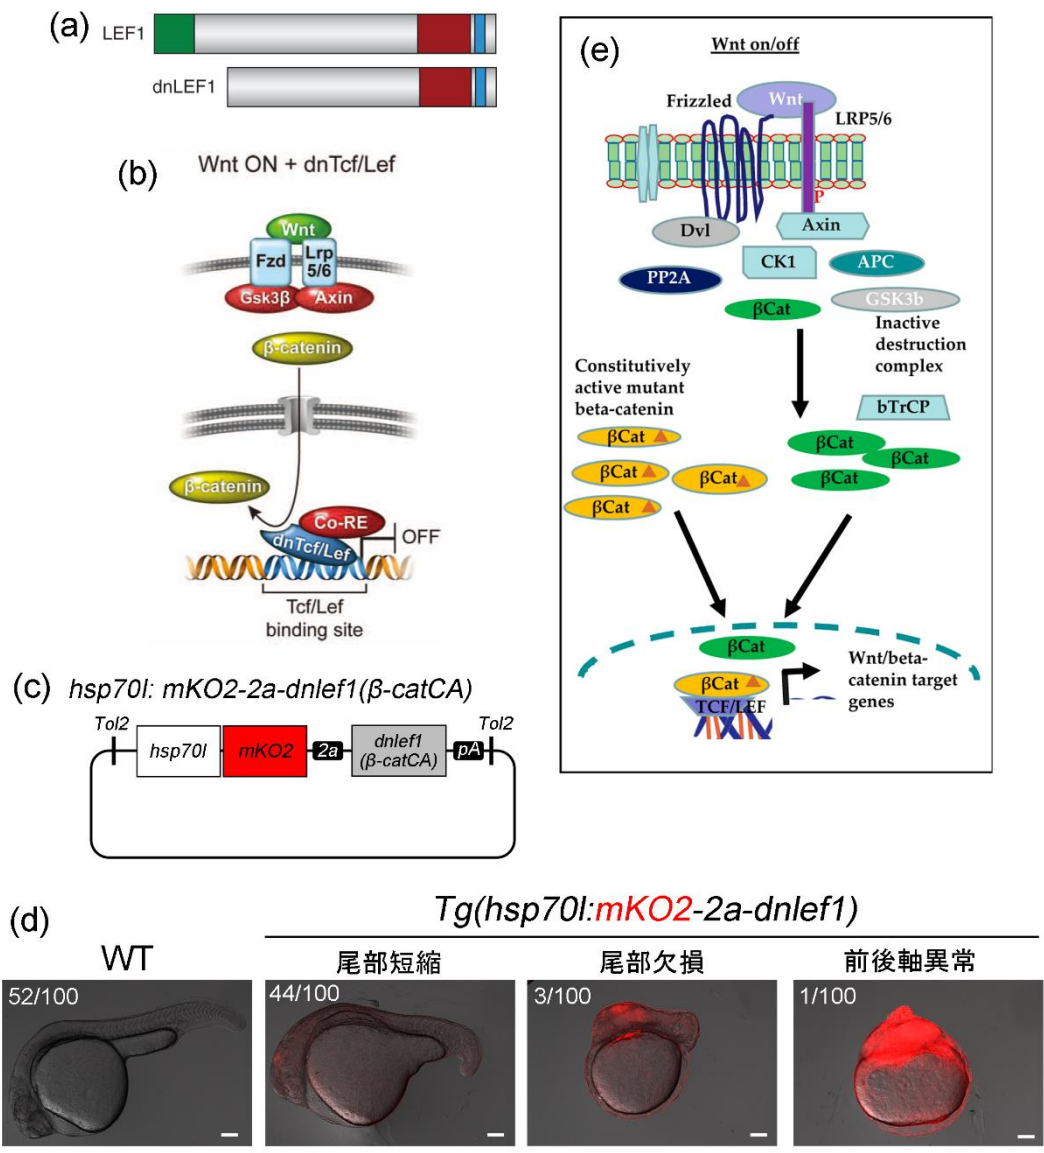 (a)
LEF1
dnLEF1
(b)
Wnt ON + dnTcf/Lef
Wnt
Fzd
Lrp
5/6
Gsk3β
Axin
β-catenin
β-catenin
Co-RE
dnTcf/Lef
OFF
Tcf/Lef
binding site
(c)
hsp70l: mKO2-2a-dnlef1(β-catCA)
Tol2
Tol2
hsp70l
mKO2
2a
dnlef1
(β-catCA)
pA
(e)
Wnt on/off
Wnt
Frizzled
LRP5/6
P
Dvl
Axin
CK1
APC
PP2A
GSK3b
βCat
Inactive
destruction
complex
Constitutively
active mutant
beta-catenin
bTrCP
βCat
βCat
βCat
βCat
βCat
βCat
βCat
βCat
βCat
TCF/LEF
Wnt/beta-
catenin target
genes
(d)
Tg(hsp70l:mKO2-2a-dnlef1)
WT
尾部短縮
尾部欠損
前後軸異常
52/100
44/100
3/100
1/100